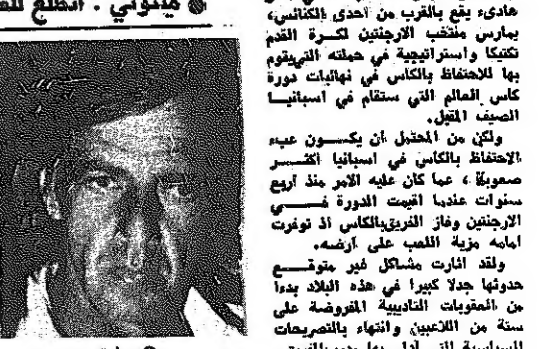 مينوتي . اتطلع
هادىء يقع بالقرب من احدى الكنائس،
يمارس منتخب الارجنتين لكرة القدم
تكتيكا واستراتيجية في حملته التي يقوم
بها للاحتفاظ بالكاس في نهائيات دورة
كاس العالم التي ستقام في اسبانيا
الصيف المقبل.
ولكن من المحتمل أن يكون عبء
الاحتفاظ بالكاس في اسبانيا اكثر
صعوبة ، عما كان عليه الامر منذ اربع
سنوات عندما اقيمت الدورة في
الارجنتين وفاز الفريق بالكاس اذ توفرت
امامه مزية اللعب على ارضه.
ولقد اثارت مشاكل غير متوقع
حدوثها جدلا كبيرا في هذه البلاد بدءا
من العقوبات التاديبية المفروضة على
ستة من اللاعبين وانتهاء بالتصريحات